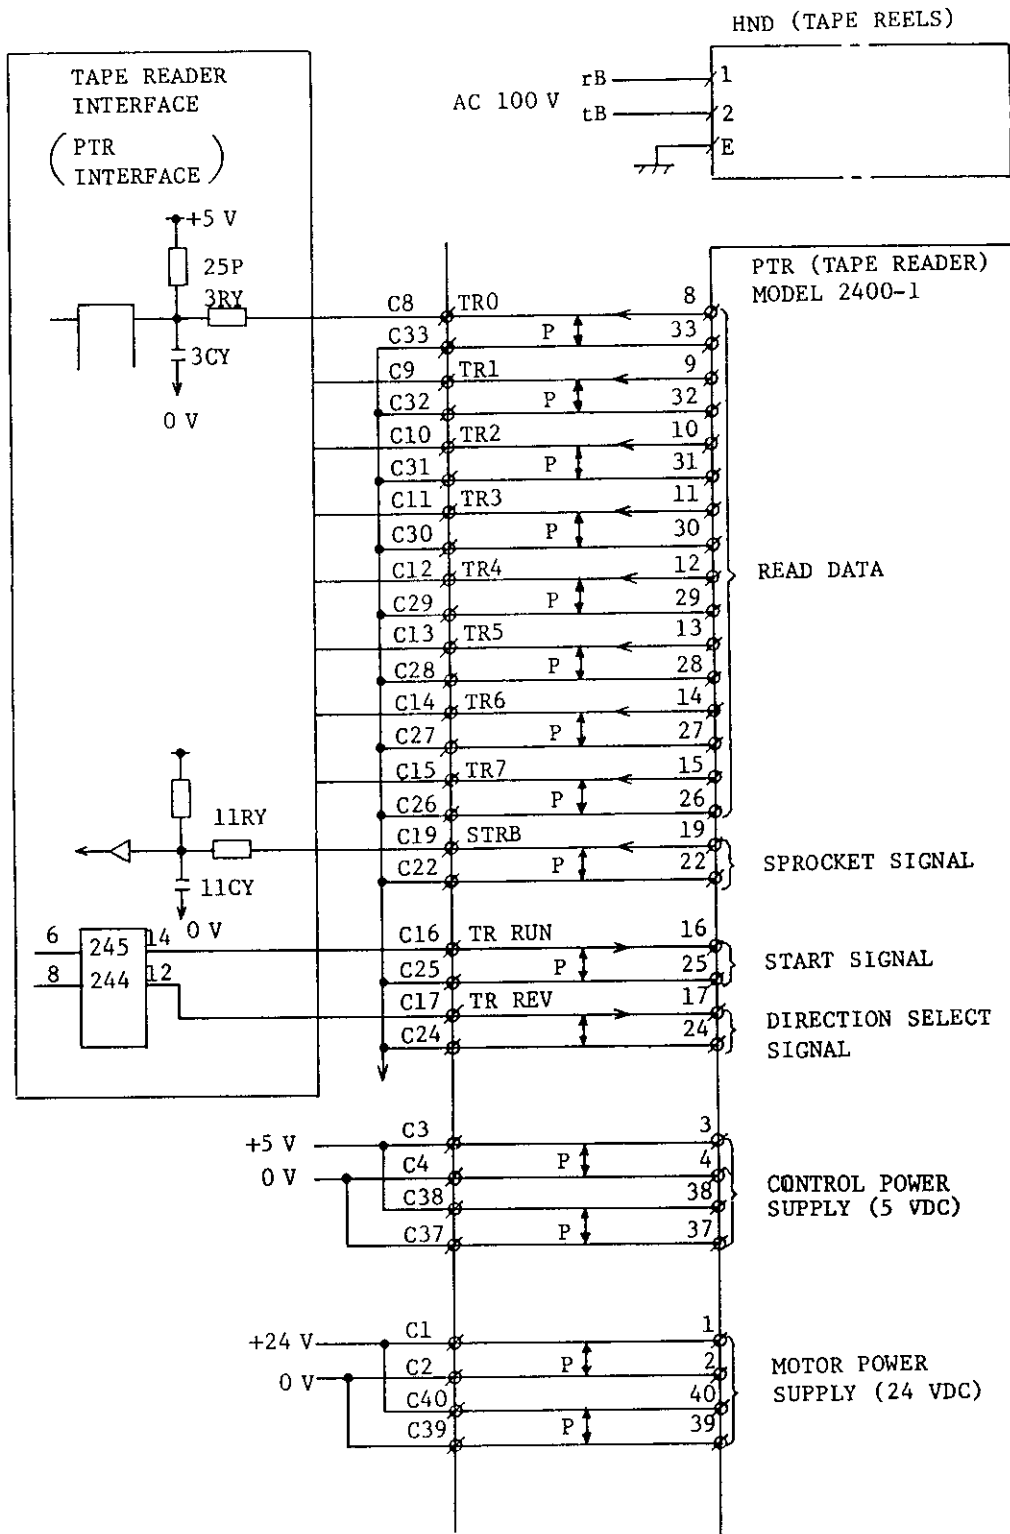 HND (TAPE REELS)
TAPE READER
INTERFACE
(PTR
INTERFACE)
AC 100 V
rB
tB
1
2
E
+5 V
25P
3RY
3CY
0 V
PTR (TAPE READER)
MODEL 2400-1
C8 TR0 8
C33 P 33
C9 TR1 9
C32 P 32
C10 TR2 10
C31 P 31
C11 TR3 11
C30 P 30
C12 TR4 12
READ DATA
C29 P 29
C13 TR5 13
C28 P 28
C14 TR6 14
C27 P 27
C15 TR7 15
C26 P 26
11RY
C19 STRB 19
C22 P 22
SPROCKET SIGNAL
11CY
0 V
6 245 14
8 244 12
C16 TR RUN 16
C25 P 25
START SIGNAL
C17 TR REV 17
C24 24
DIRECTION SELECT
SIGNAL
+5 V C3 3
0 V C4 P 4
C38 38
C37 P 37
CONTROL POWER
SUPPLY (5 VDC)
+24 V C1 1
0 V C2 P 2
C40 40
C39 P 39
MOTOR POWER
SUPPLY (24 VDC)